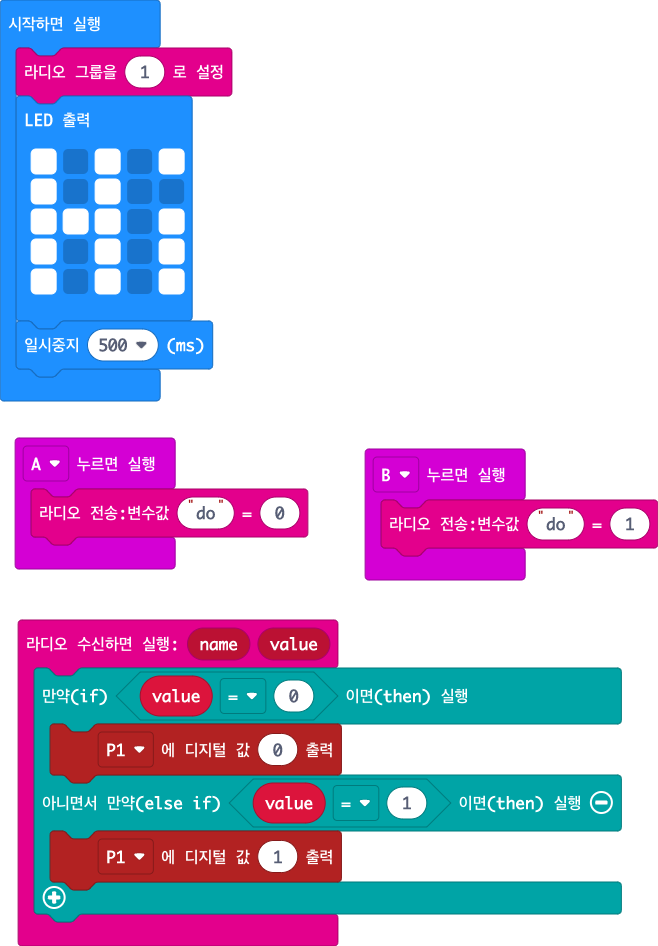 시작하면 실행
라디오 그룹을 1 로 설정
LED 출력
일시중지 500 (ms)
A 누르면 실행
라디오 전송:변수값 "do" = 0
B 누르면 실행
라디오 전송:변수값 "do" = 1
라디오 수신하면 실행: name value
만약(if) value = 0 이면(then) 실행
P1 에 디지털 값 0 출력
아니면서 만약(else if) value = 1 이면(then) 실행
P1 에 디지털 값 1 출력